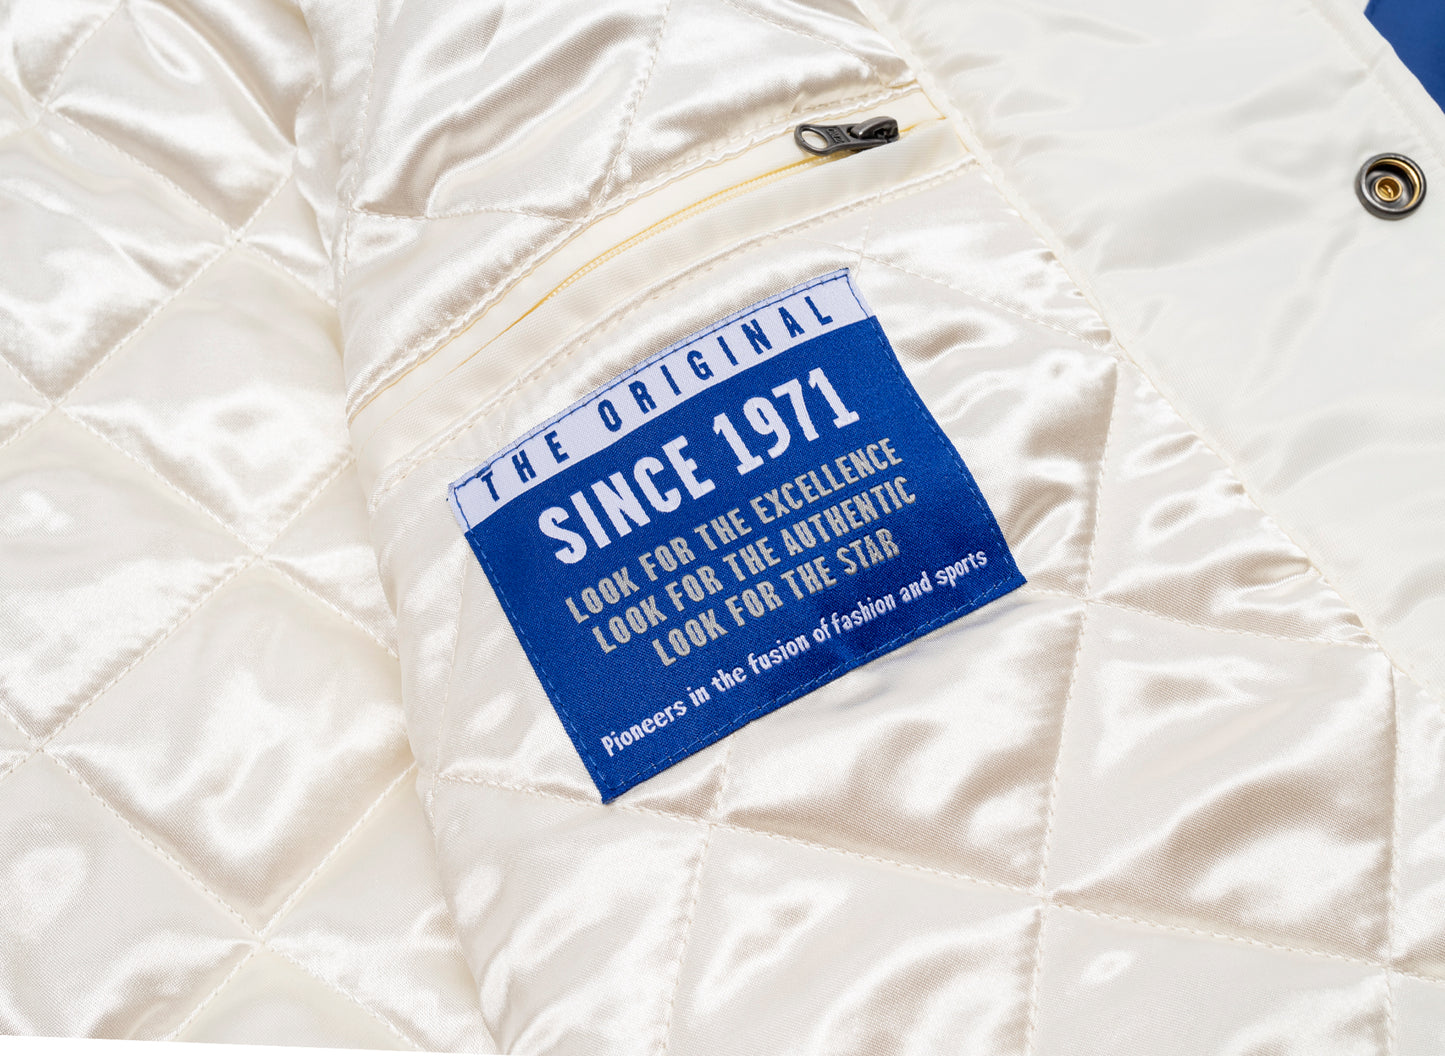 THE ORIGINAL
SINCE 1971
LOOK FOR THE EXCELLENCE
LOOK FOR THE AUTHENTIC
LOOK FOR THE STAR
Pioneers in the fusion of fashion and sports